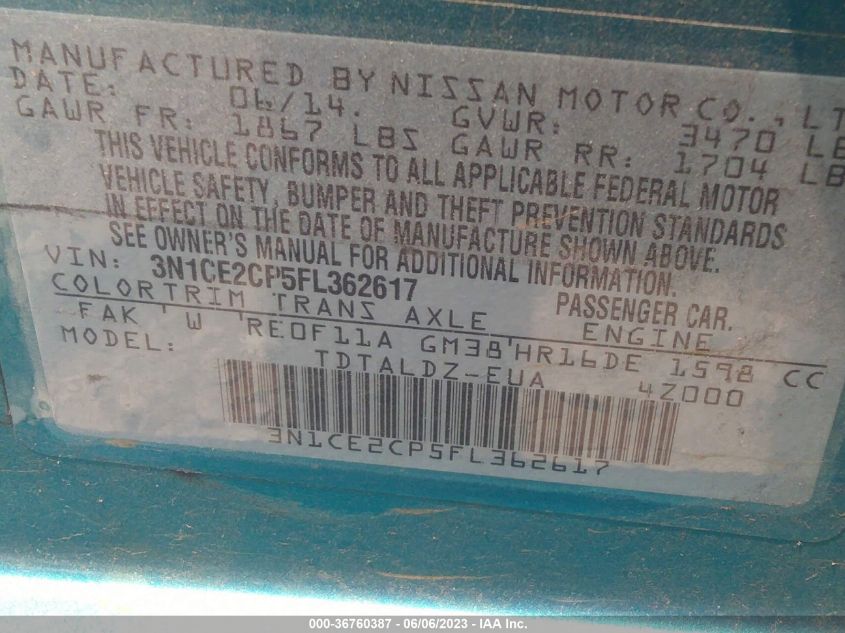 MANUFACTURED BY NISSAN MOTOR CO., LT
DATE: 06/14. GVWR: 3470 LB
GAWR FR: 1867 LBS GAWR RR: 1704 LB
THIS VEHICLE CONFORMS TO ALL APPLICABLE FEDERAL MOTOR
VEHICLE SAFETY, BUMPER AND THEFT PREVENTION STANDARDS
IN EFFECT ON THE DATE OF MANUFACTURE SHOWN ABOVE.
SEE OWNER'S MANUAL FOR ADDITIONAL INFORMATION.
VIN: 3N1CE2CP5FL362617 PASSENGER CAR.
COLOR TRIM TRANS AXLE ENGINE
FAK W RE0F11A GM38 HR16DE 1598 CC
MODEL: TDTALDZ-EUA 4Z000
3N1CE2CP5FL362617
000-36760387 - 06/06/2023 - IAA Inc.